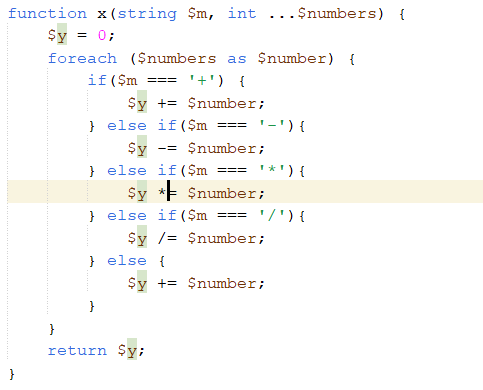 function x(string $m, int ...$numbers) {
    $y = 0;
    foreach ($numbers as $number) {
        if($m === '+') {
            $y += $number;
        } else if($m === '-'){
            $y -= $number;
        } else if($m === '*'){
            $y *= $number;
        } else if($m === '/'){
            $y /= $number;
        } else {
            $y += $number;
        }
    }
    return $y;
}